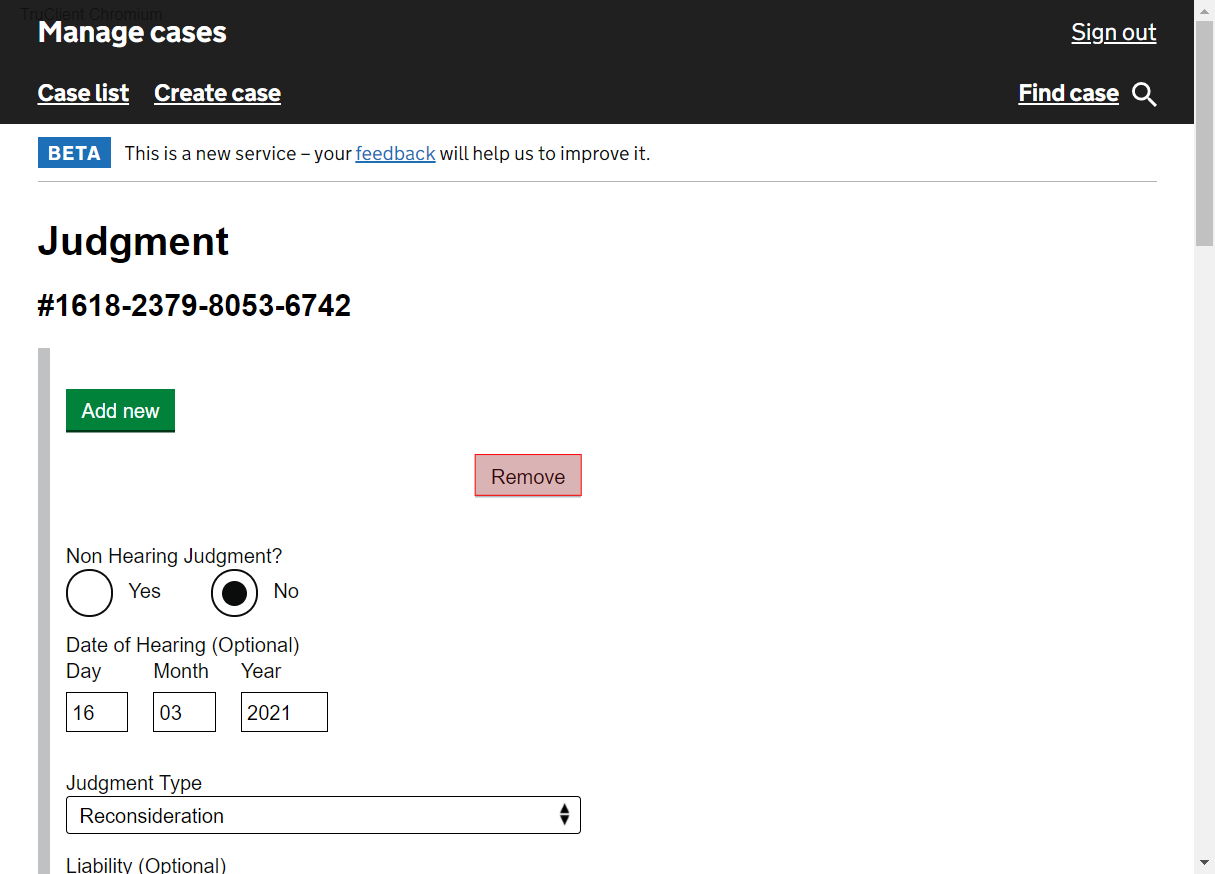 TruClient Chromium
Manage cases
Sign out
Case list Create case
Find case
BETA This is a new service – your feedback will help us to improve it.
Judgment
#1618-2379-8053-6742
Add new
Remove
Non Hearing Judgment?
Yes No
Date of Hearing (Optional)
Day Month Year
16 03 2021
Judgment Type
Reconsideration
Liability (Optional)